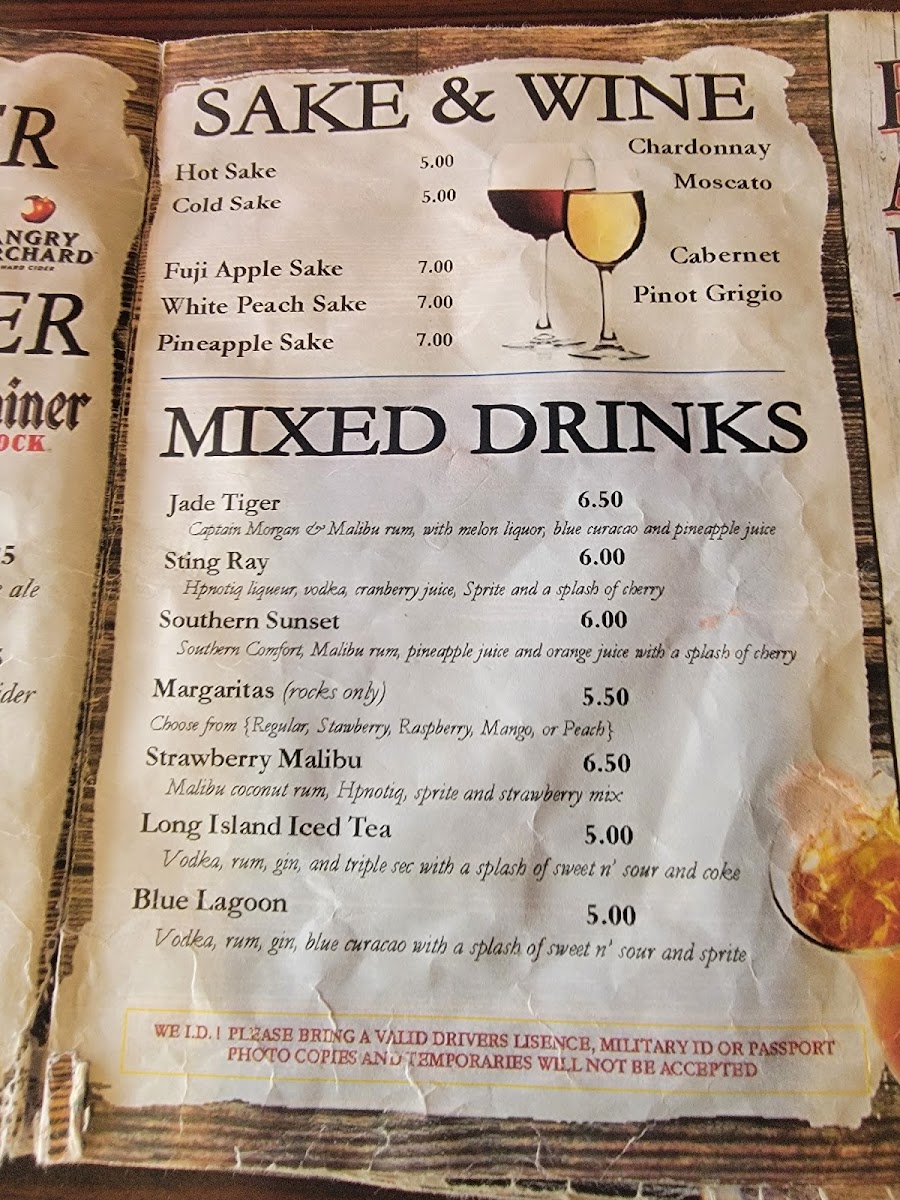 ER
ANGRY
ORCHARD
HARD CIDER
ER
OCK
ale
SAKE & WINE
Hot Sake 5.00
Cold Sake 5.00
Fuji Apple Sake 7.00
White Peach Sake 7.00
Pineapple Sake 7.00
Chardonnay
Moscato
Cabernet
Pinot Grigio
MIXED DRINKS
Jade Tiger 6.50
Captain Morgan & Malibu rum, with melon liquor, blue curacao and pineapple juice
Sting Ray 6.00
Hpnotiq liqueur, vodka, cranberry juice, Sprite and a splash of cherry
Southern Sunset 6.00
Southern Comfort, Malibu rum, pineapple juice and orange juice with a splash of cherry
Margaritas (rocks only) 5.50
Choose from {Regular, Stawberry, Raspberry, Mango, or Peach}
Strawberry Malibu 6.50
Malibu coconut rum, Hpnotiq, sprite and strawberry mix
Long Island Iced Tea 5.00
Vodka, rum, gin, and triple sec with a splash of sweet n' sour and coke
Blue Lagoon 5.00
Vodka, rum, gin, blue curacao with a splash of sweet n' sour and sprite
WE I.D. ! PLEASE BRING A VALID DRIVERS LISENCE, MILITARY ID OR PASSPORT
PHOTO COPIES AND TEMPORARIES WILL NOT BE ACCEPTED